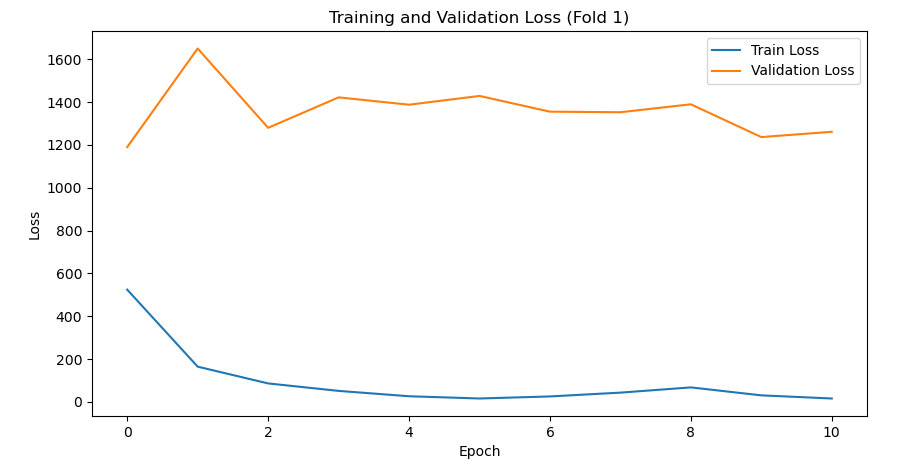 Training and Validation Loss (Fold 1)
Train Loss
Validation Loss
1600
1400
1200
1000
800
600
400
200
0
Loss
0 2 4 6 8 10
Epoch